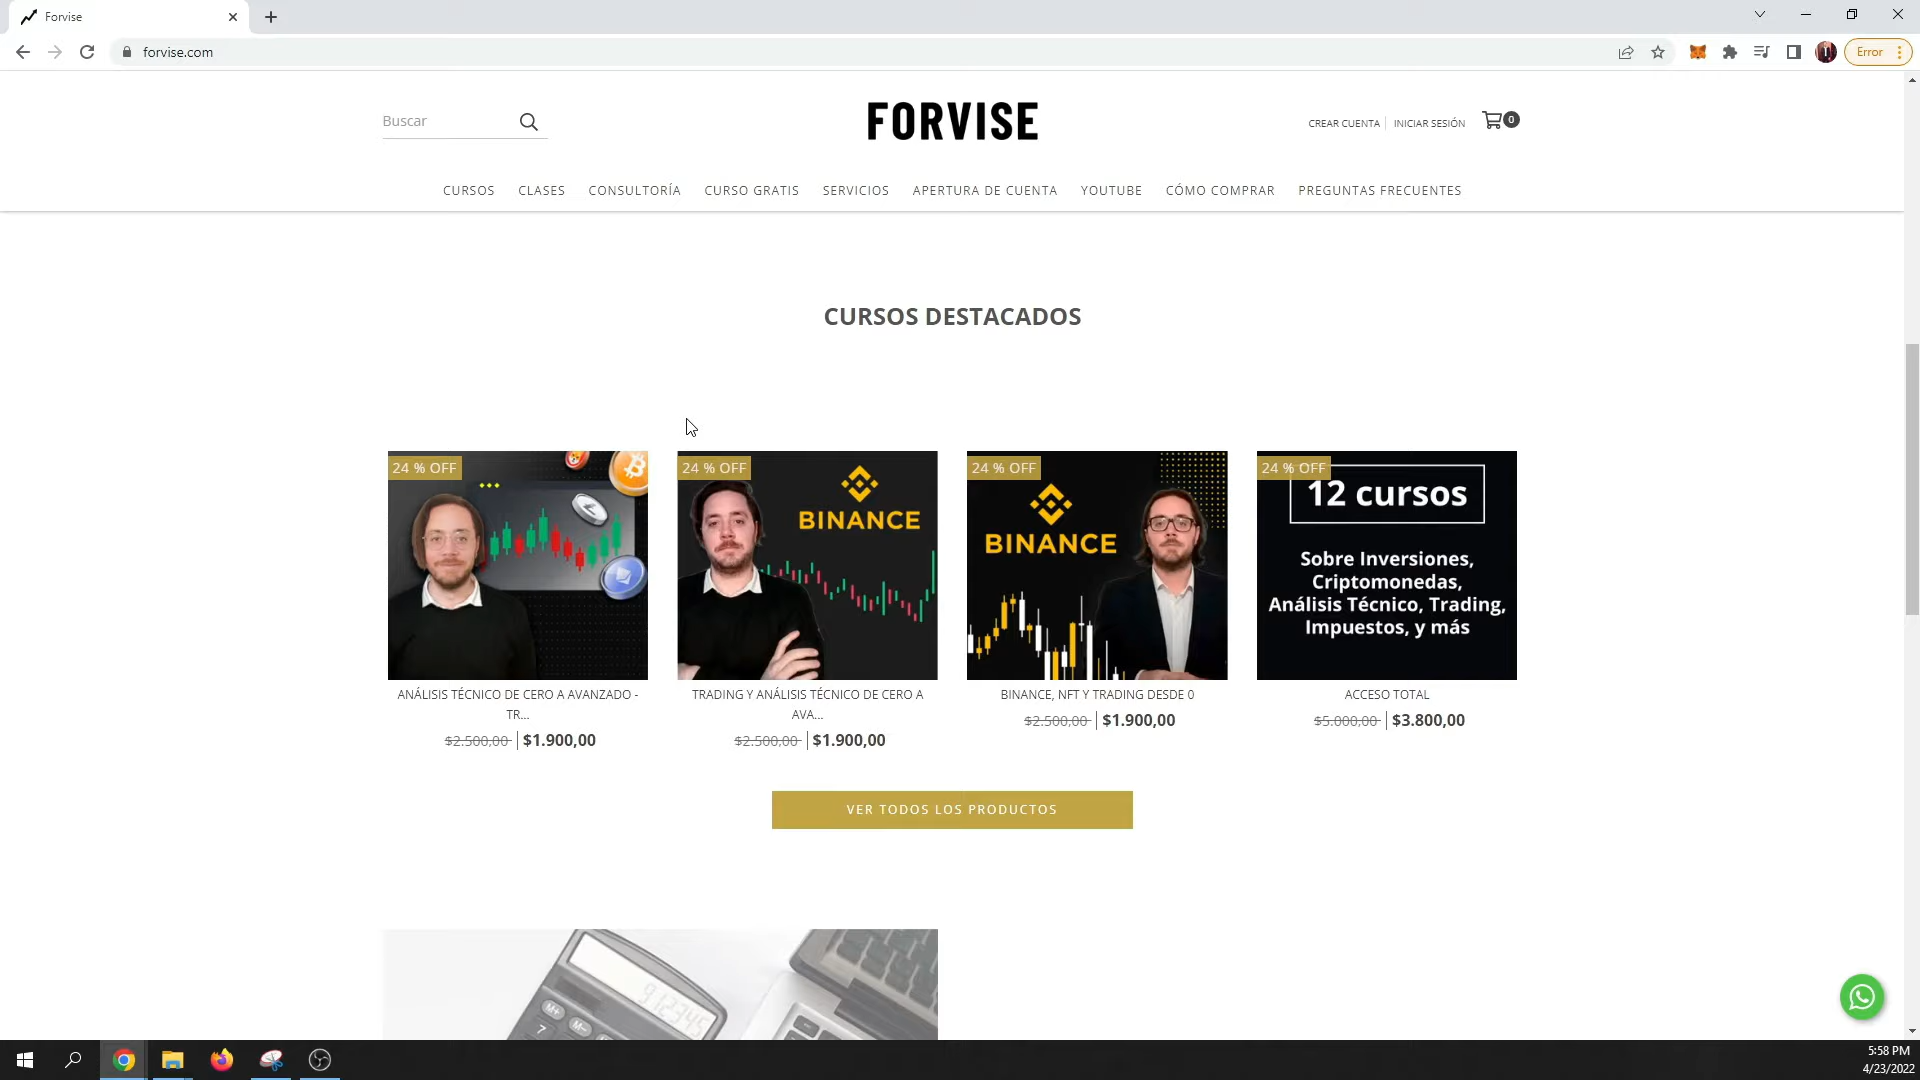 Forvise
forvise.com
Error
Buscar
FORVISE
CREAR CUENTA
INICIAR SESIÓN
0
CURSOS
CLASES
CONSULTORÍA
CURSO GRATIS
SERVICIOS
APERTURA DE CUENTA
YOUTUBE
CÓMO COMPRAR
PREGUNTAS FRECUENTES
CURSOS DESTACADOS
24 % OFF
24 % OFF
BINANCE
24 % OFF
BINANCE
24 % OFF
12 cursos
Sobre Inversiones,
Criptomonedas,
Análisis Técnico, Trading,
Impuestos, y más
ANÁLISIS TÉCNICO DE CERO A AVANZADO -
TR...
$2.500,00 $1.900,00
TRADING Y ANÁLISIS TÉCNICO DE CERO A
AVA...
$2.500,00 $1.900,00
BINANCE, NFT Y TRADING DESDE 0
$2.500,00 $1.900,00
ACCESO TOTAL
$5.000,00 $3.800,00
VER TODOS LOS PRODUCTOS
M+
M-
7
5:58 PM
4/23/2022